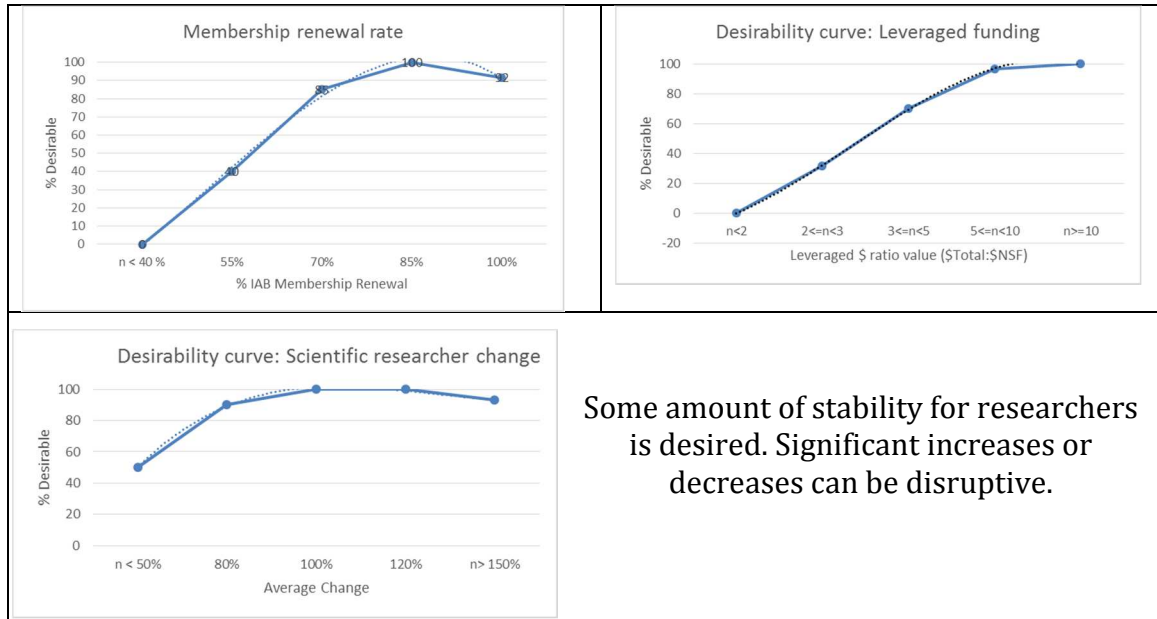 Membership renewal rate
100
90
80
70
60
50
40
30
20
10
0
% Desirable
0
40
85
100
92
n < 40 %
55%
70%
85%
100%
% IAB Membership Renewal
Desirability curve: Leveraged funding
100
80
60
40
20
0
-20
% Desirable
n<2
2<=n<3
3<=n<5
5<=n<10
n>=10
Leveraged $ ratio value ($Total:$NSF)
Desirability curve: Scientific researcher change
100
80
60
40
20
0
% Desirable
n < 50%
80%
100%
120%
n> 150%
Average Change
Some amount of stability for researchers
is desired. Significant increases or
decreases can be disruptive.